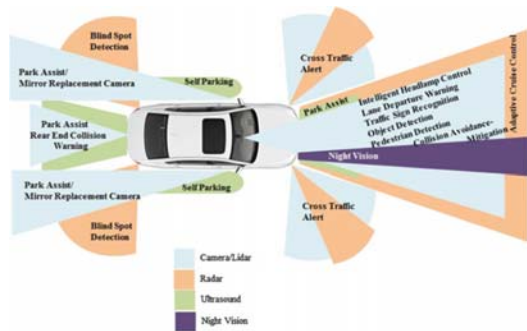 Blind Spot
Detection
Cross Traffic
Alert
Park Assist/
Mirror Replacement Camera
Self Parking
Park Assist
Intelligent Headlamp Control
Lane Departure Warning
Traffic Sign Recognition
Object Detection
Pedestrian Detection
Collision Avoidance-
Mitigation
Adaptive Cruise Control
Park Assist
Rear End Collision
Warning
Night Vision
Park Assist/
Mirror Replacement Camera
Self Parking
Blind Spot
Detection
Cross Traffic
Alert
Camera/Lidar
Radar
Ultrasound
Night Vision